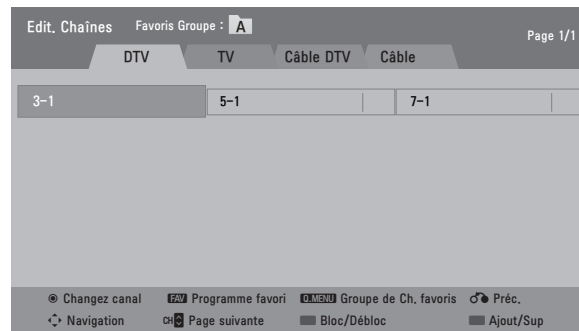 Edit. Chaînes Favoris Groupe : A Page 1/1
DTV TV Câble DTV Câble
3-1 5-1 7-1
Changez canal FAV Programme favori Q.MENU Groupe de Ch. favoris Préc.
Navigation CH Page suivante Bloc/Débloc Ajout/Sup